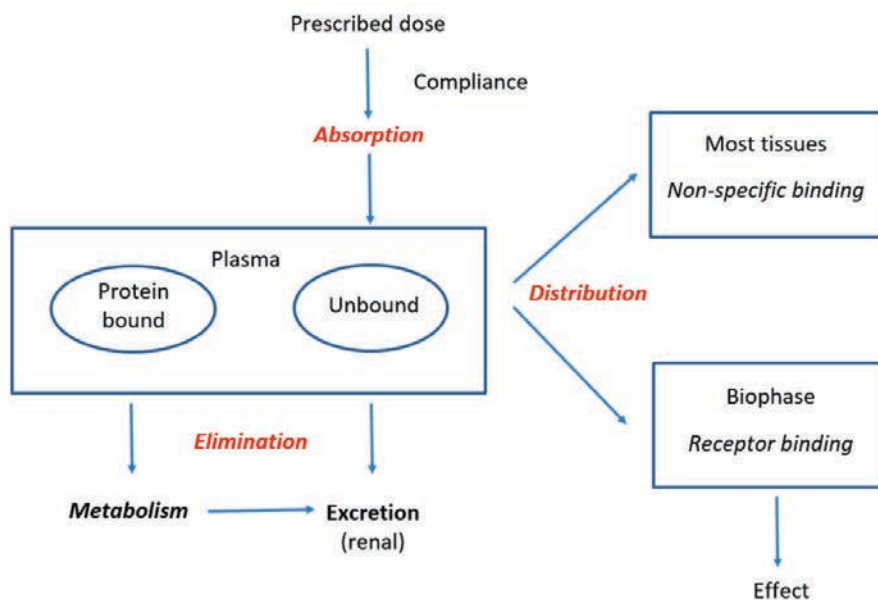 Prescribed dose
Compliance
Absorption
Most tissues
Non-specific binding
Plasma
Protein
bound
Unbound
Distribution
Biophase
Receptor binding
Elimination
Metabolism
Excretion
(renal)
Effect